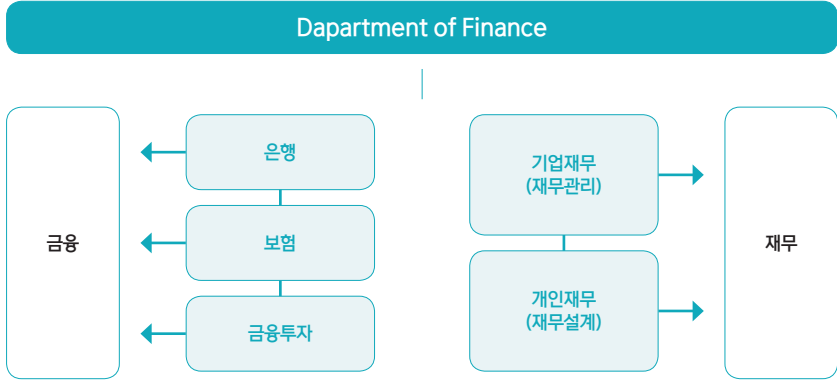 Dapartment of Finance
금융
은행
보험
금융투자
기업재무
(재무관리)
개인재무
(재무설계)
재무